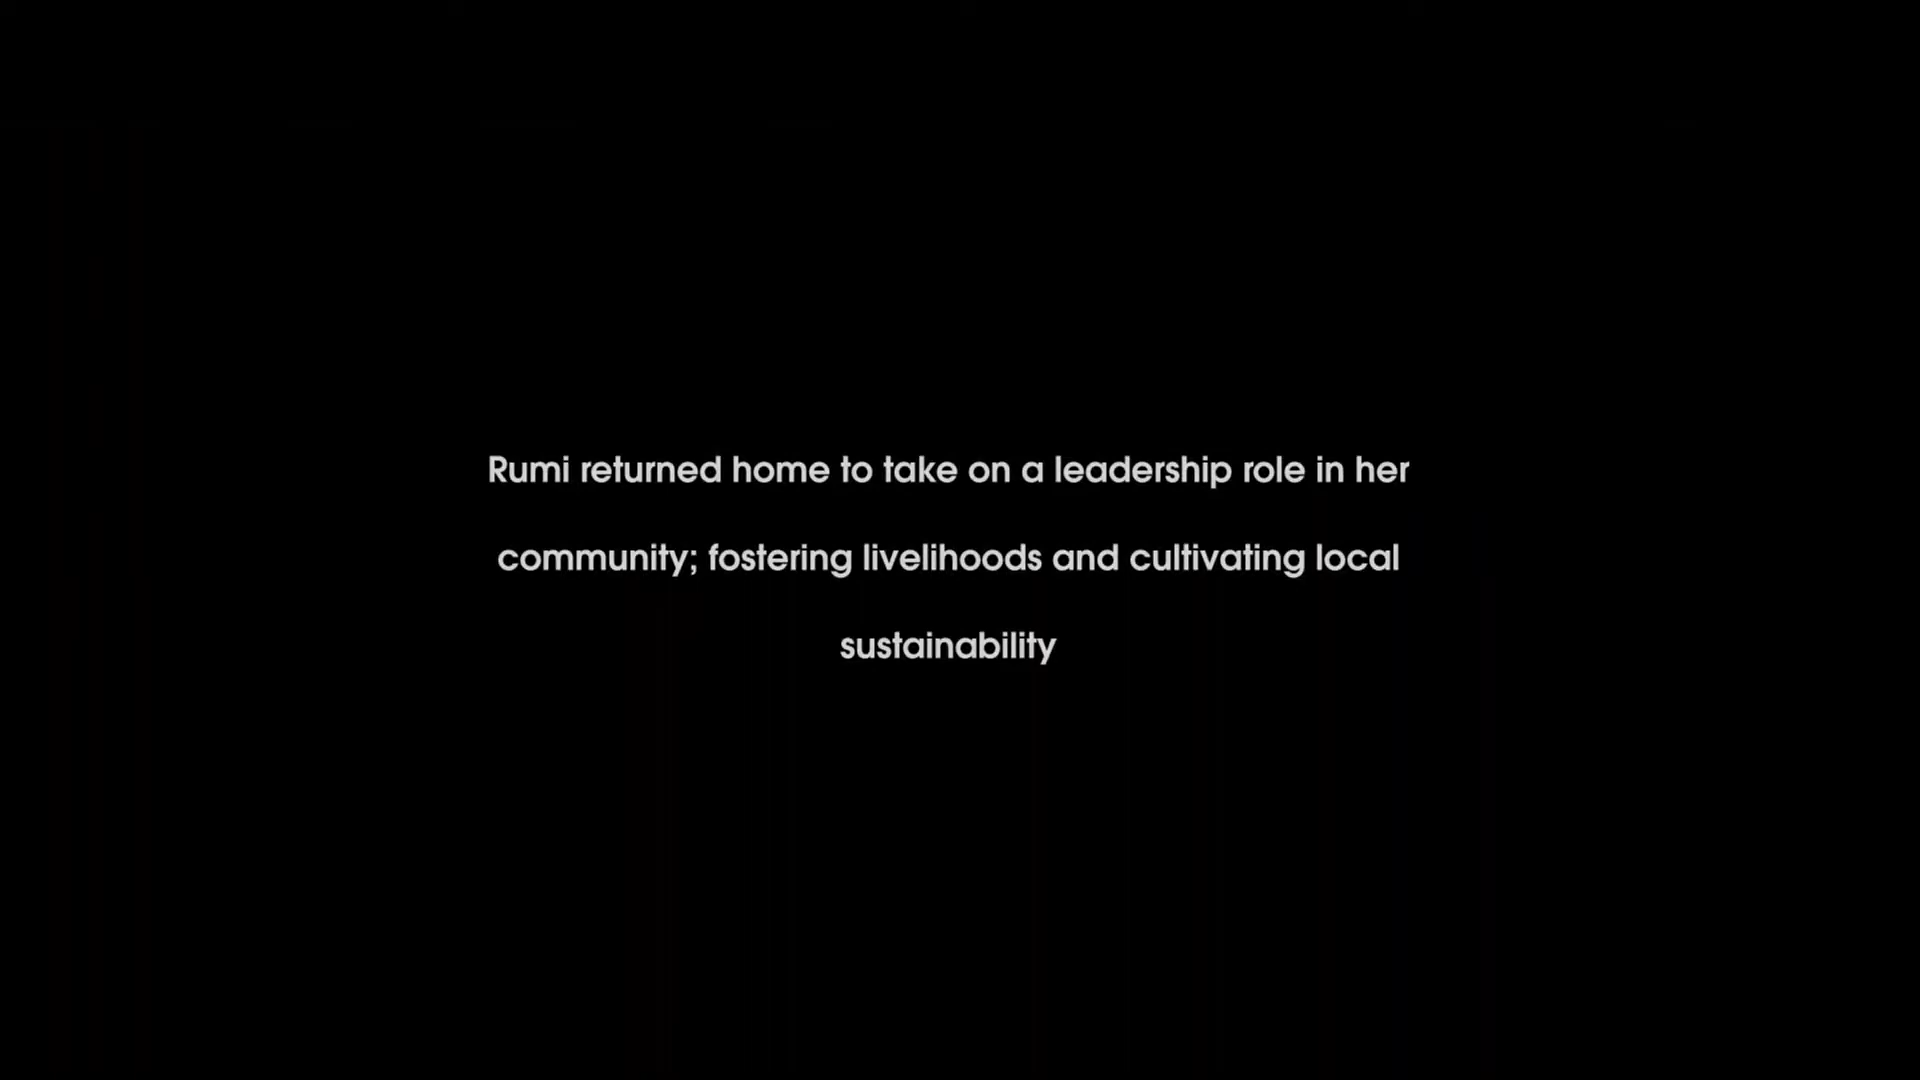 Rumi returned home to take on a leadership role in her
community; fostering livelihoods and cultivating local
sustainability